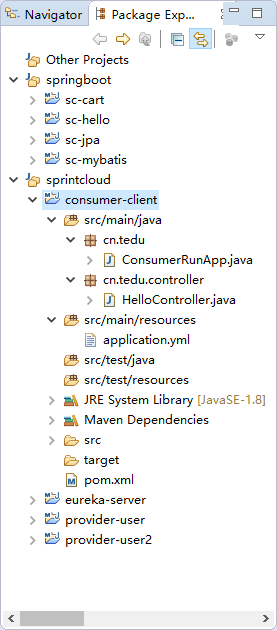 Navigator
Package Exp...
Other Projects
springboot
sc-cart
sc-hello
sc-jpa
sc-mybatis
sprintcloud
consumer-client
src/main/java
cn.tedu
ConsumerRunApp.java
cn.tedu.controller
HelloController.java
src/main/resources
application.yml
src/test/java
src/test/resources
JRE System Library [JavaSE-1.8]
Maven Dependencies
src
target
pom.xml
eureka-server
provider-user
provider-user2